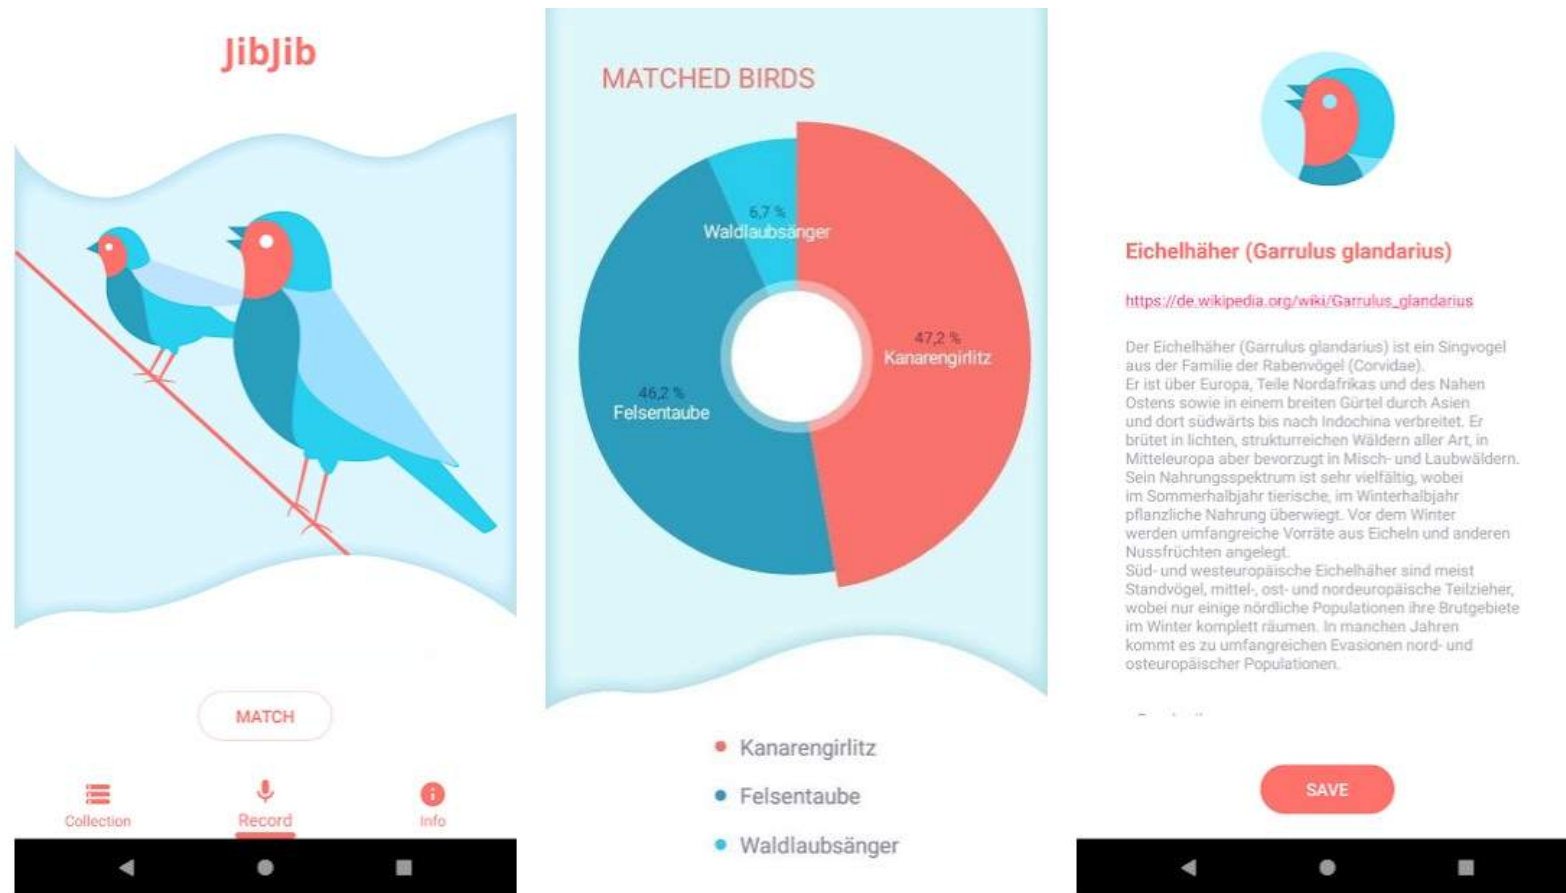 JibJib
MATCH
Collection
Record
Info
MATCHED BIRDS
6,7 %
Waldlaubsänger
47,2 %
Kanarengirlitz
46,2 %
Felsentaube
Kanarengirlitz
Felsentaube
Waldlaubsänger
Eichelhäher (Garrulus glandarius)
https://de.wikipedia.org/wiki/Garrulus_glandarius
Der Eichelhäher (Garrulus glandarius) ist ein Singvogel
aus der Familie der Rabenvögel (Corvidae).
Er ist über Europa, Teile Nordafrikas und des Nahen
Ostens sowie in einem breiten Gürtel durch Asien
und dort südwärts bis nach Indochina verbreitet. Er
brütet in lichten, strukturreichen Wäldern aller Art, in
Mitteleuropa aber bevorzugt in Misch- und Laubwäldern.
Sein Nahrungsspektrum ist sehr vielfältig, wobei
im Sommerhalbjahr tierische, im Winterhalbjahr
pflanzliche Nahrung überwiegt. Vor dem Winter
werden umfangreiche Vorräte aus Eicheln und anderen
Nussfrüchten angelegt.
Süd- und westeuropäische Eichelhäher sind meist
Standvögel, mittel-, ost- und nordeuropäische Teilzieher,
wobei nur einige nördliche Populationen ihre Brutgebiete
im Winter komplett räumen. In manchen Jahren
kommt es zu umfangreichen Evasionen nord- und
osteuropäischer Populationen.
SAVE